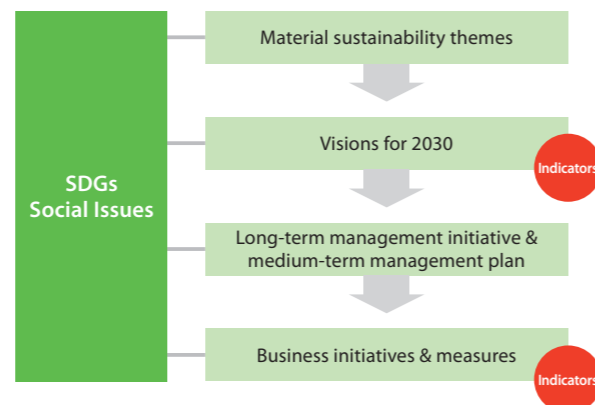 SDGs
Social Issues
Material sustainability themes
Visions for 2030
Indicators
Long-term management initiative &
medium-term management plan
Business initiatives & measures
Indicators